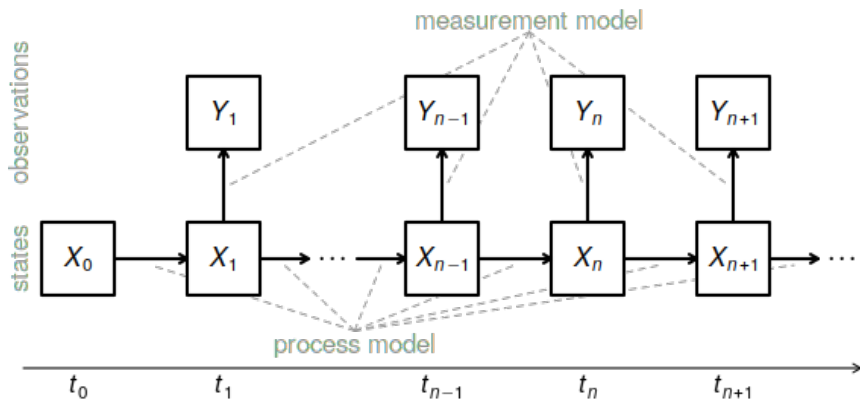 measurement model
observations
Y₁ Yₙ₋₁ Yₙ Yₙ₊₁
states
X₀ X₁ ··· Xₙ₋₁ Xₙ Xₙ₊₁ ···
process model
t₀ t₁ tₙ₋₁ tₙ tₙ₊₁